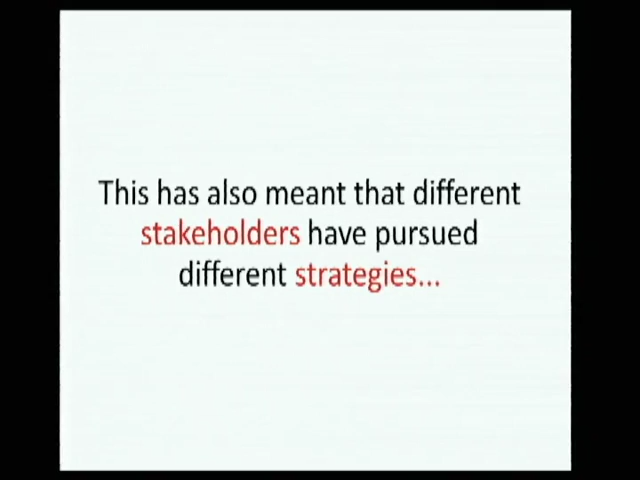 This has also meant that different
stakeholders have pursued
different strategies...